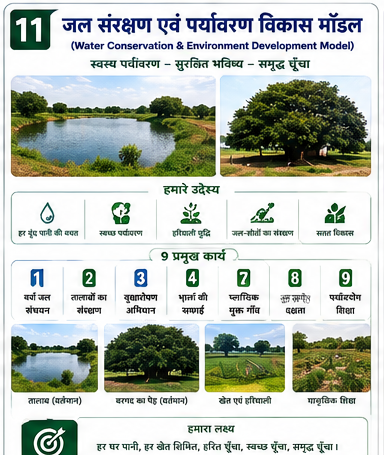 11
जल संरक्षण एवं पर्यावरण विकास मॉडल
(Water Conservation & Environment Development Model)
स्वस्य पर्यावरण – सुरक्षित भविष्य – समृद्ध घूँचा
हमारे उदेस्य
हर बूंद पानी की बचत
स्वच्छ पर्यावरण
हरियाली वृद्धि
जल-स्रोतों का संरक्षण
सतत विकास
9 प्रमुख कार्य
1
2
3
4
7
8
9
वर्षा जल
संचयन
तालाबों का
संरक्षण
वृक्षारोपण
अभियान
की
सफाई
प्लास्टिक
मुक्त गाँव
दक्षता
शिक्षा
तालाब (वर्तमान)
बरगद का पेड़ (वर्तमान)
खेत एवं हरियाली
शिक्षा
हमारा लक्ष्य
हर घर पानी, हर खेत शिमित, हरित घूँचा, स्वच्छ घूँचा, समृद्ध घूँचा।